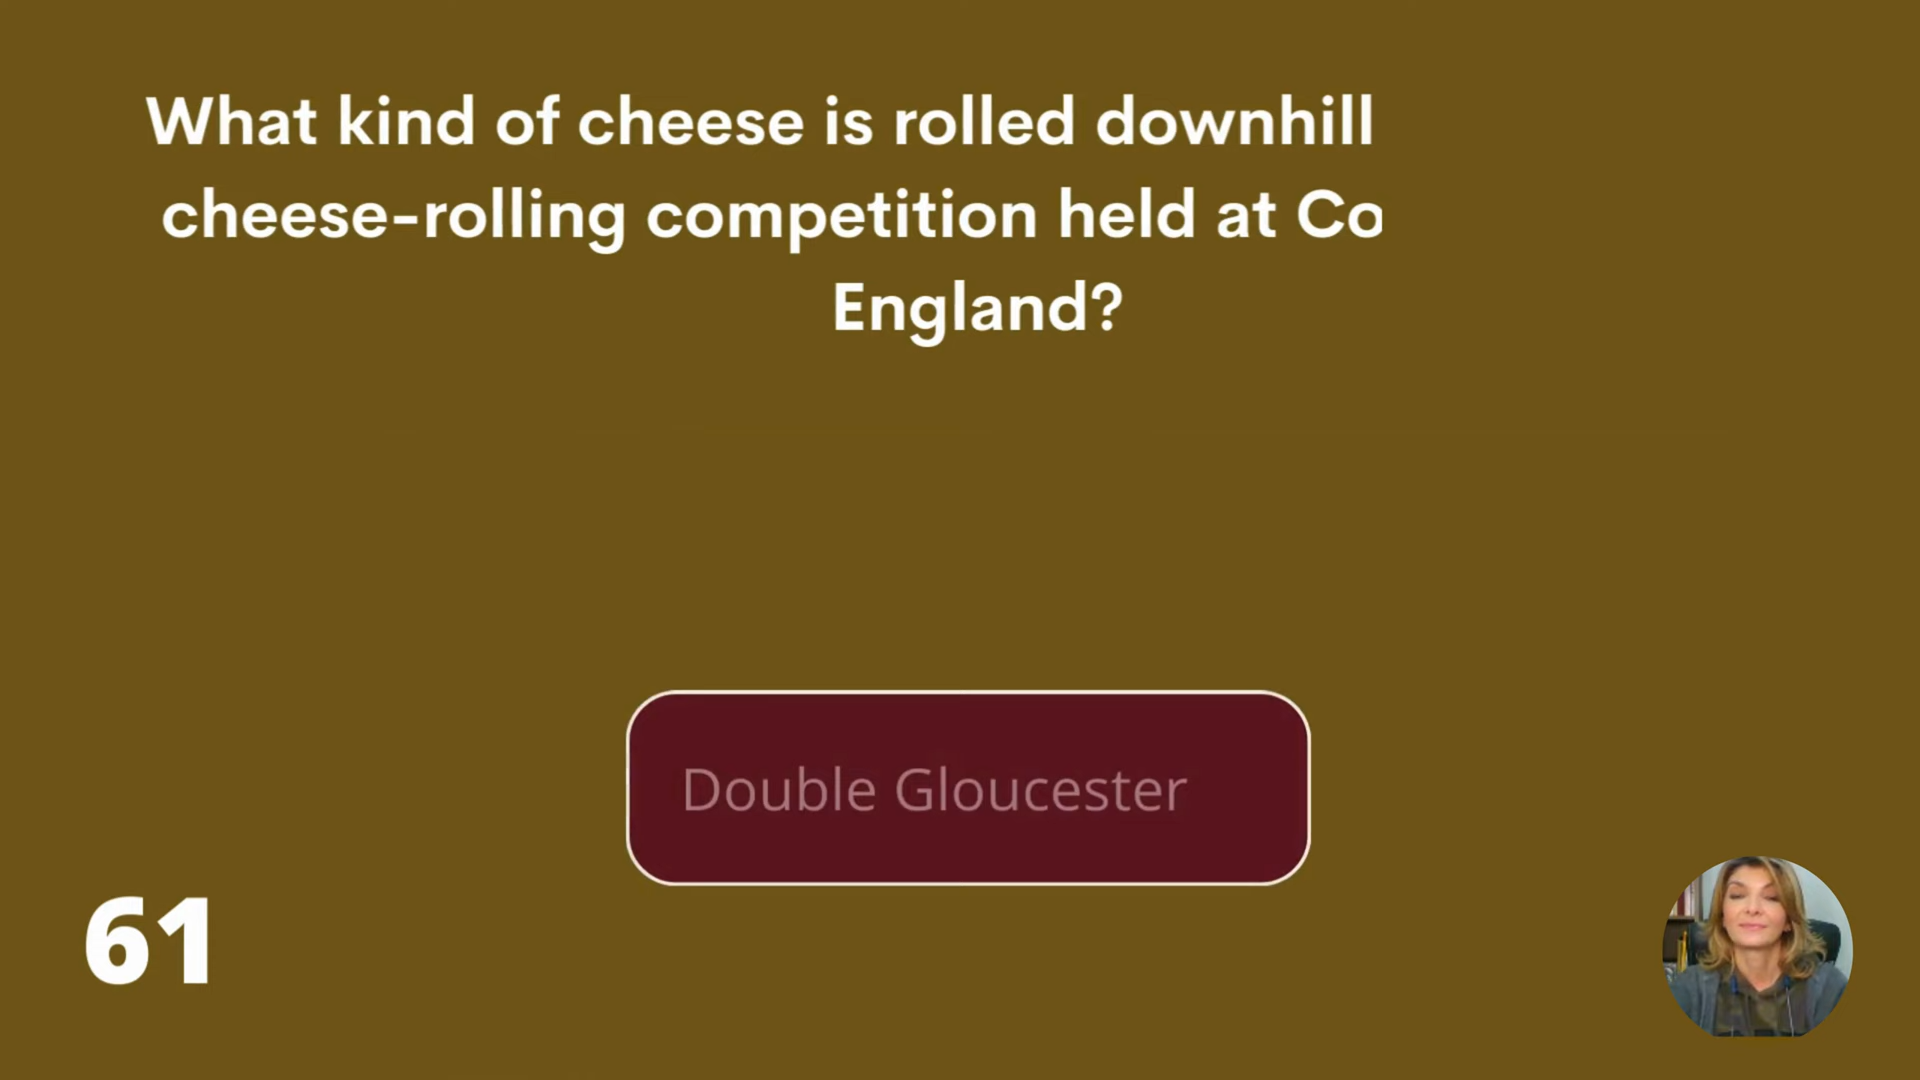 What kind of cheese is rolled downhill
cheese-rolling competition held at Co
England?
Double Gloucester
61